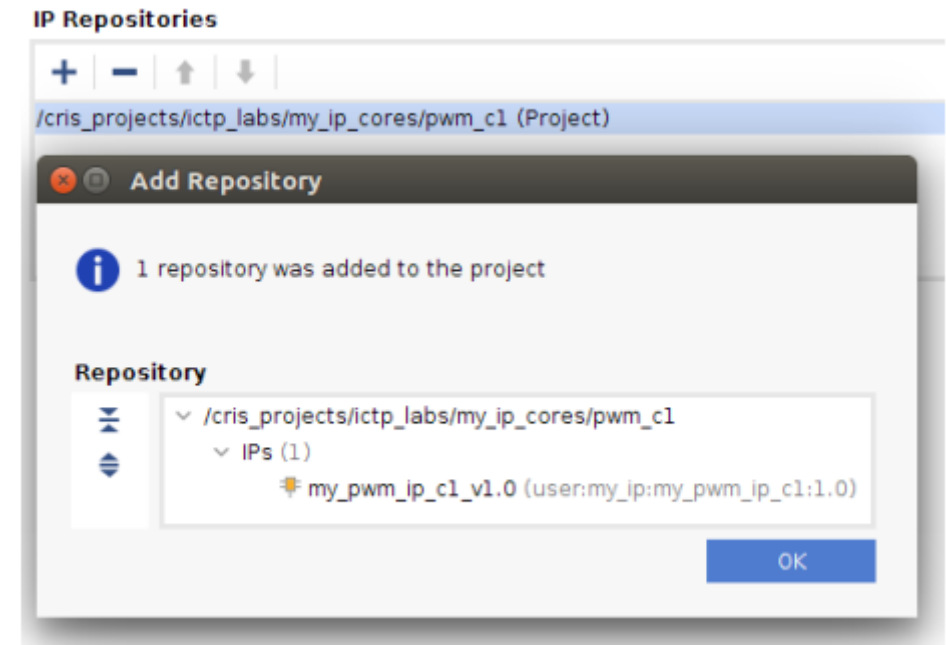 IP Repositories
/cris_projects/ictp_labs/my_ip_cores/pwm_c1 (Project)
Add Repository
1 repository was added to the project
Repository
/cris_projects/ictp_labs/my_ip_cores/pwm_c1
IPs (1)
my_pwm_ip_c1_v1.0 (user:my_ip:my_pwm_ip_c1:1.0)
OK